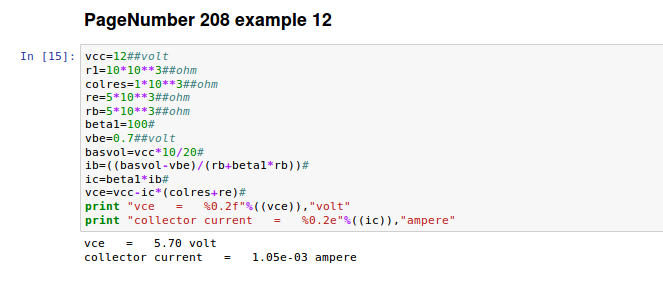 PageNumber 208 example 12
In [15]: vcc=12##volt
r1=10*10**3##ohm
colres=1*10**3##ohm
re=5*10**3##ohm
rb=5*10**3##ohm
beta1=100#
vbe=0.7##volt
basvol=vcc*10/20#
ib=((basvol-vbe)/(rb+beta1*rb))#
ic=beta1*ib#
vce=vcc-ic*(colres+re)#
print "vce   =   %0.2f"%((vce)),"volt"
print "collector current   =   %0.2e"%((ic)),"ampere"
vce   =   5.70 volt
collector current   =   1.05e-03 ampere